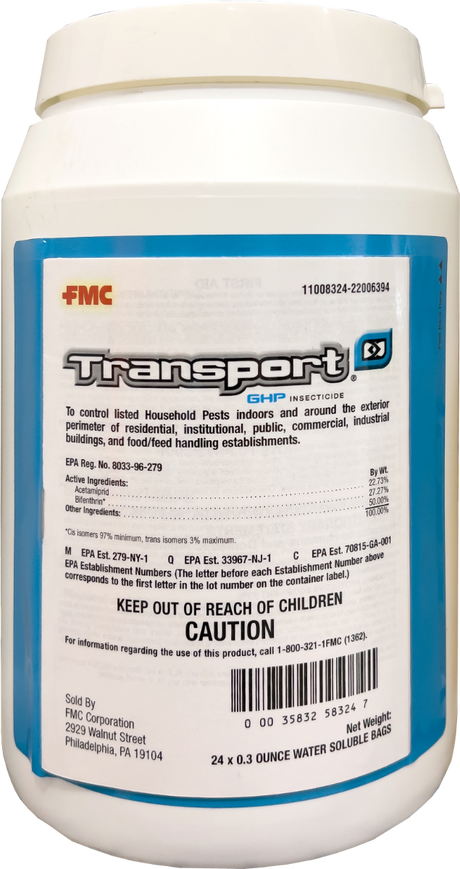 FMC
11008324-22006394
Transport
®
GHP INSECTICIDE
To control listed Household Pests indoors and around the exterior
perimeter of residential, institutional, public, commercial, industrial
buildings, and food/feed handling establishments.
EPA Reg. No. 8033-96-279
Active Ingredients: By Wt.
Acetamiprid 22.73%
Bifenthrin* 27.27%
Other Ingredients: 50.00%
100.00%
*Cis isomers 97% minimum, trans isomers 3% maximum.
M EPA Est. 279-NY-1 Q EPA Est. 33967-NJ-1 C EPA Est. 70815-GA-001
EPA Establishment Numbers (The letter before each Establishment Number above
corresponds to the first letter in the lot number on the container label.)
KEEP OUT OF REACH OF CHILDREN
CAUTION
For information regarding the use of this product, call 1-800-321-1FMC (1362).
0 00 35832 58324 7
Sold By
FMC Corporation
2929 Walnut Street
Philadelphia, PA 19104
Net Weight:
24 x 0.3 OUNCE WATER SOLUBLE BAGS